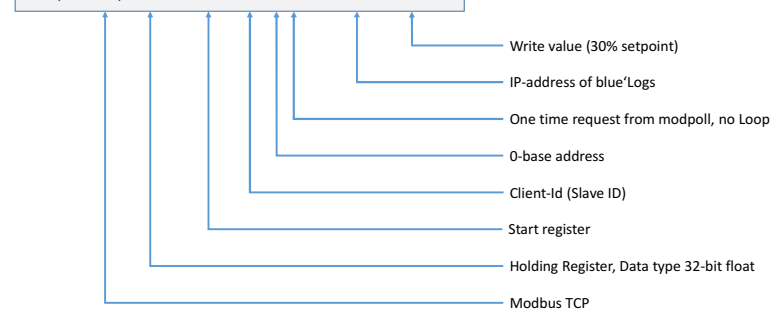 Write value (30% setpoint)
IP-address of blue‘Logs
One time request from modpoll, no Loop
0-base address
Client-Id (Slave ID)
Start register
Holding Register, Data type 32-bit float
Modbus TCP